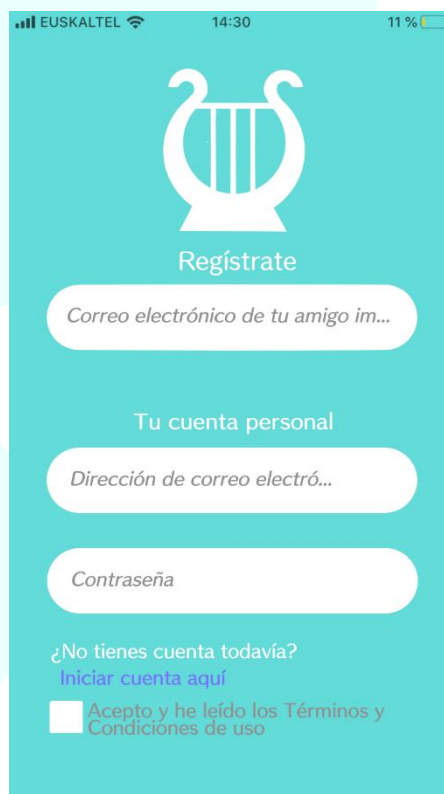 EUSKALTEL 14:30 11 %
Regístrate
Correo electrónico de tu amigo im...
Tu cuenta personal
Dirección de correo electró...
Contraseña
¿No tienes cuenta todavía?
Iniciar cuenta aquí
Acepto y he leído los Términos y
Condiciones de uso